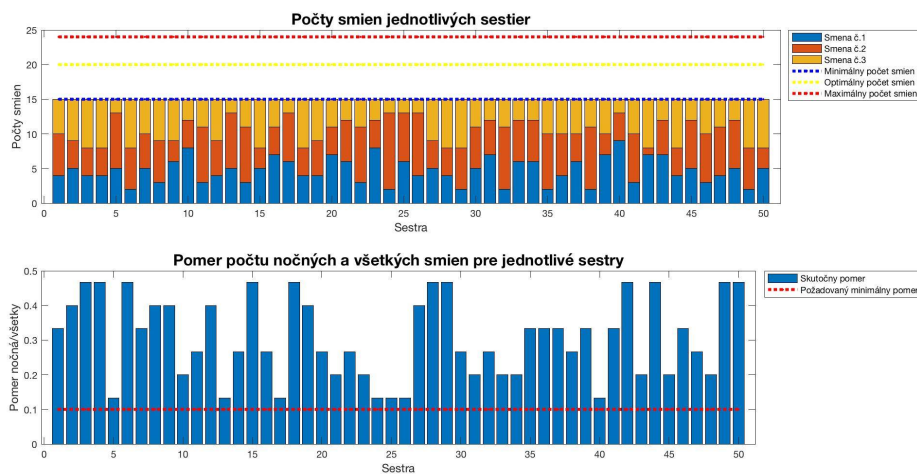 Počty smien jednotlivých sestier
25
20
15
10
5
0
Počty smien
0 5 10 15 20 25 30 35 40 45 50
Sestra
Smena č.1
Smena č.2
Smena č.3
Minimálny počet smien
Optimálny počet smien
Maximálny počet smien
Pomer počtu nočných a všetkých smien pre jednotlivé sestry
0.5
0.4
0.3
0.2
0.1
0
Pomer nočná/všetky
0 5 10 15 20 25 30 35 40 45 50
Sestra
Skutočny pomer
Požadovaný minimálny pomer